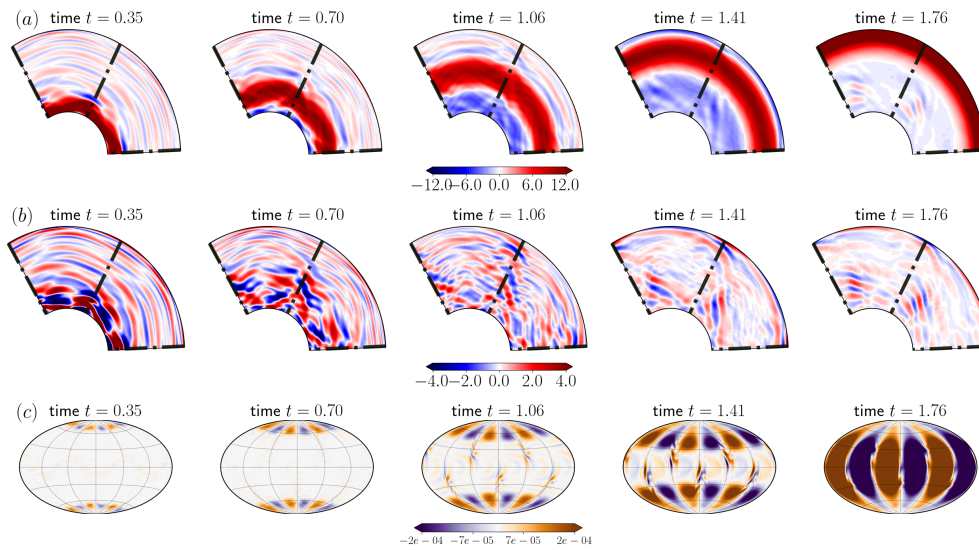 (a) time t = 0.35 time t = 0.70 time t = 1.06 time t = 1.41 time t = 1.76
−12.0 −6.0 0.0 6.0 12.0
(b) time t = 0.35 time t = 0.70 time t = 1.06 time t = 1.41 time t = 1.76
−4.0 −2.0 0.0 2.0 4.0
(c) time t = 0.35 time t = 0.70 time t = 1.06 time t = 1.41 time t = 1.76
−2e − 04 −7e − 05 7e − 05 2e − 04